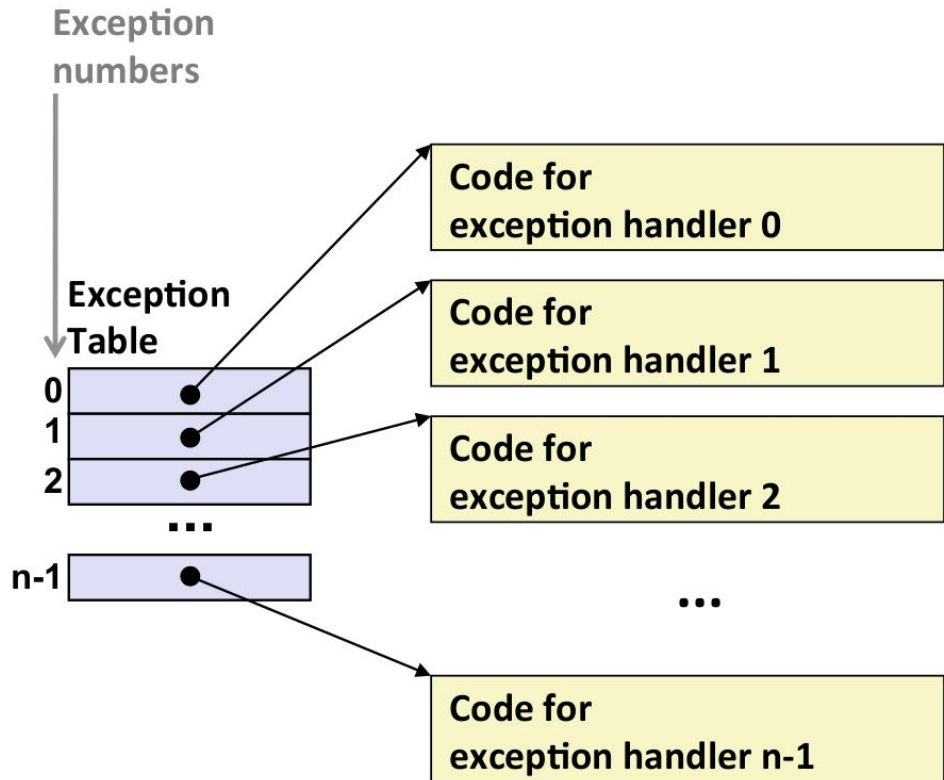 Exception
numbers
Exception
Table
0
1
2
...
n-1
Code for
exception handler 0
Code for
exception handler 1
Code for
exception handler 2
...
Code for
exception handler n-1